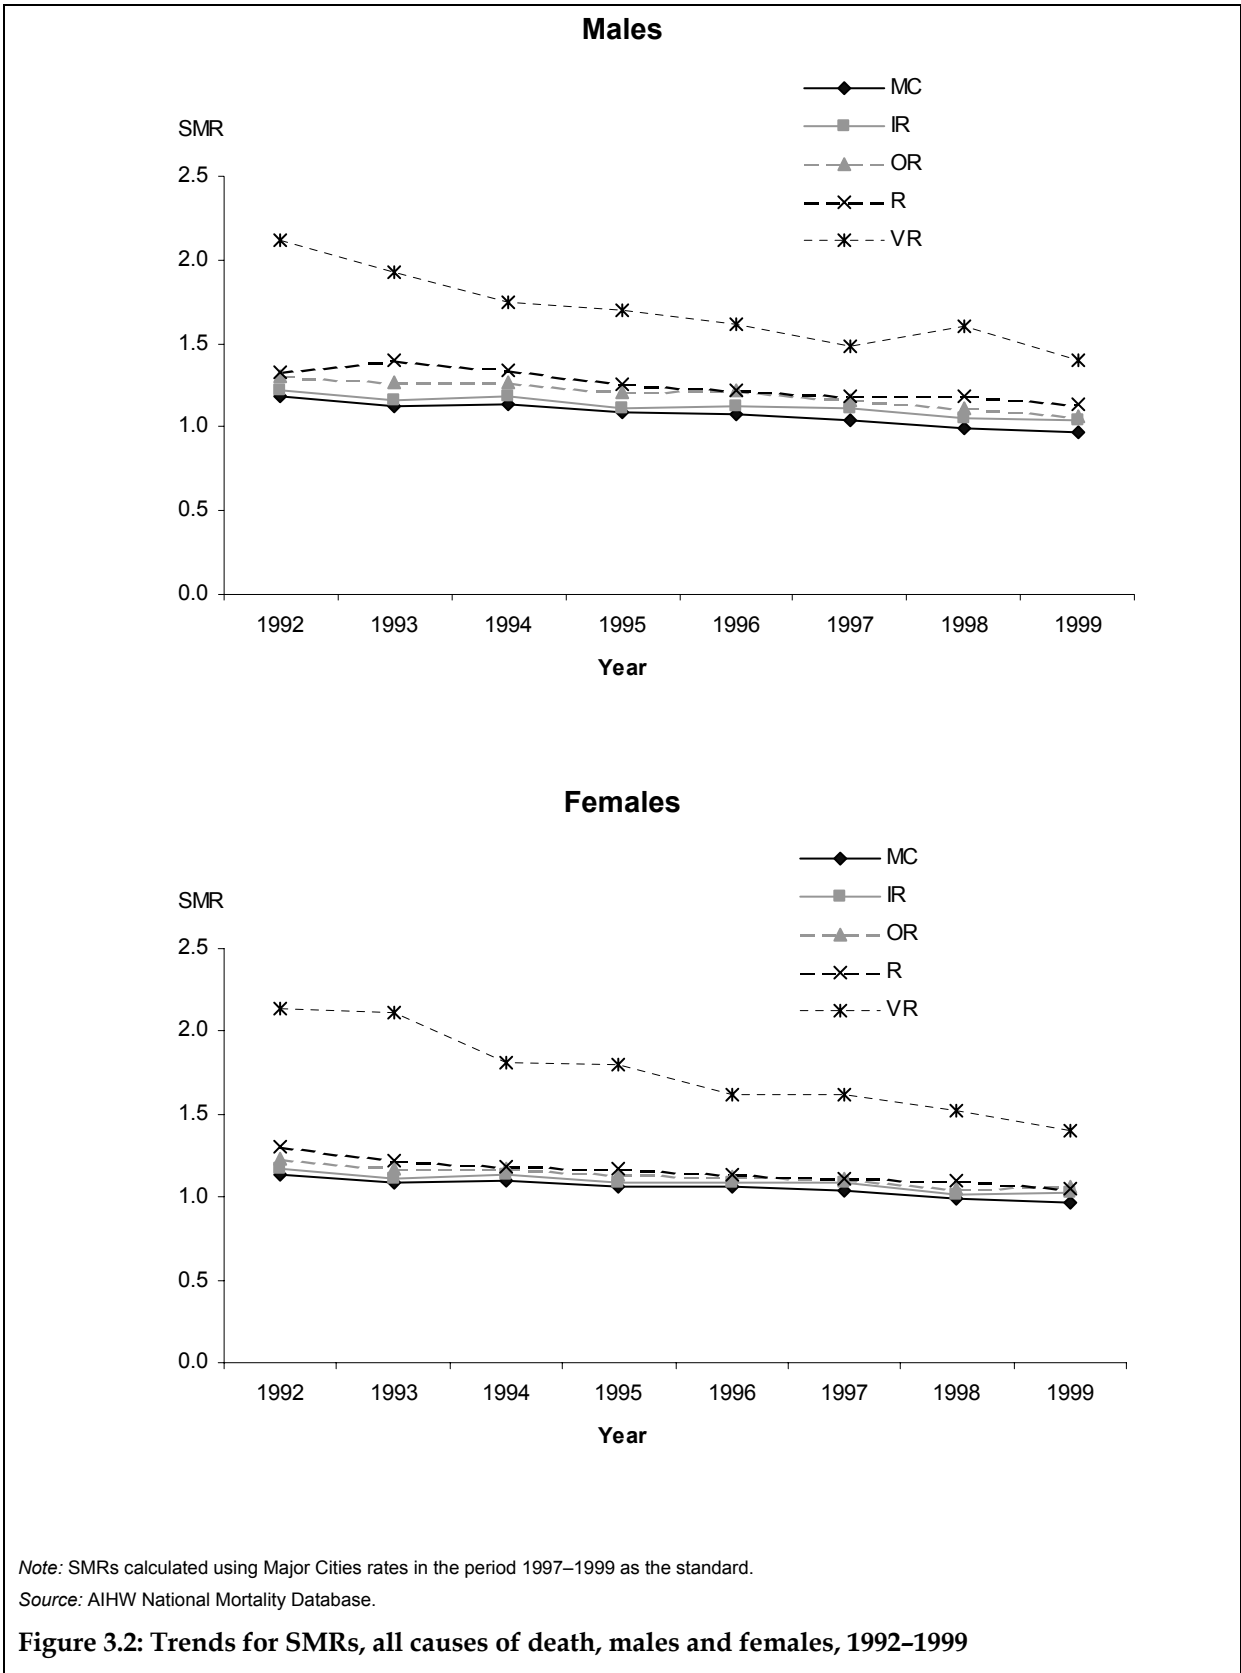 Males
MC
IR
OR
R
VR
SMR
2.5
2.0
1.5
1.0
0.5
0.0
1992 1993 1994 1995 1996 1997 1998 1999
Year
Females
MC
IR
OR
R
VR
SMR
2.5
2.0
1.5
1.0
0.5
0.0
1992 1993 1994 1995 1996 1997 1998 1999
Year
Note: SMRs calculated using Major Cities rates in the period 1997–1999 as the standard.
Source: AIHW National Mortality Database.
Figure 3.2: Trends for SMRs, all causes of death, males and females, 1992–1999